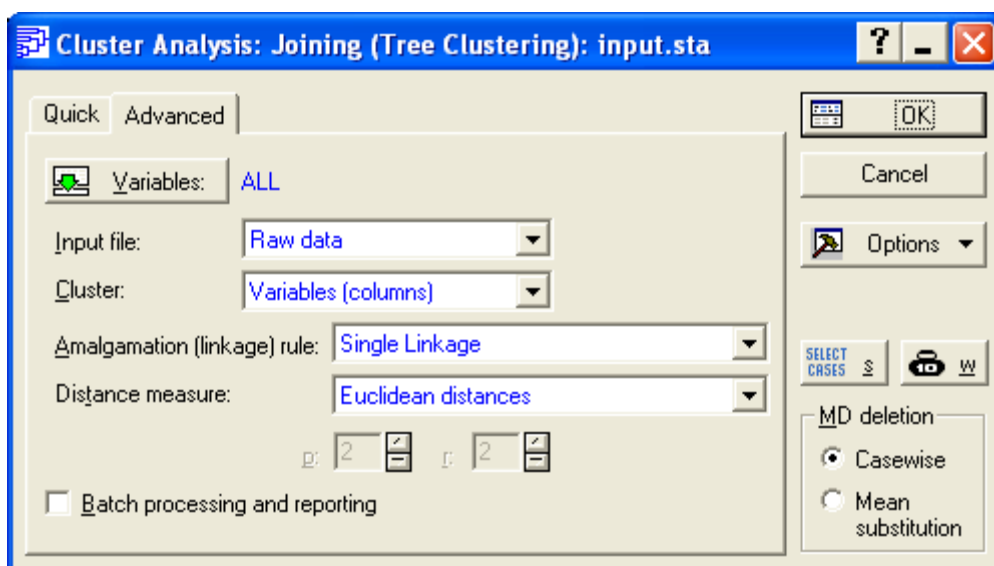 Cluster Analysis: Joining (Tree Clustering): input.sta
Quick Advanced
Variables: ALL
Input file: Raw data
Cluster: Variables (columns)
Amalgamation (linkage) rule: Single Linkage
Distance measure: Euclidean distances
p: 2 r: 2
Batch processing and reporting
OK
Cancel
Options
SELECT
CASES S W
MD deletion
Casewise
Mean
substitution